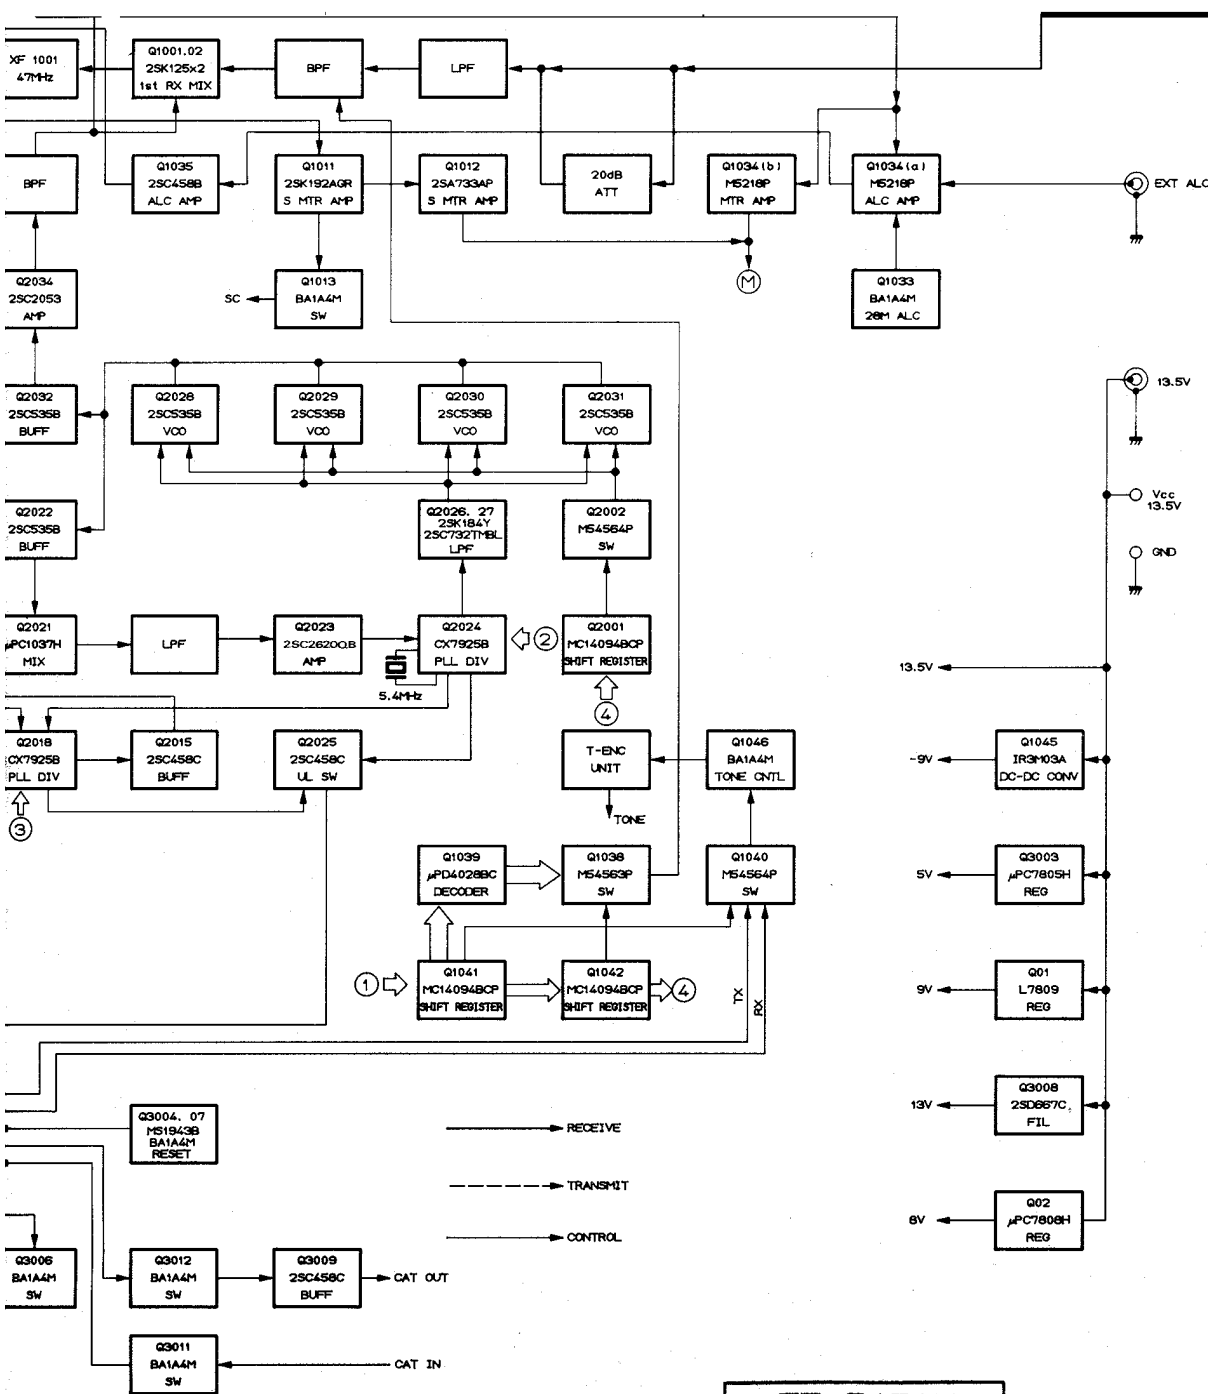 XF 1001
47MHz
Q1001.02
2SK125x2
1st RX MIX
BPF
LPF
BPF
Q1035
2SC458B
ALC AMP
Q1011
2SK192AGR
S MTR AMP
Q1012
2SA733AP
S MTR AMP
20dB
ATT
Q1034(b)
M5218P
MTR AMP
Q1034(a)
M5218P
ALC AMP
EXT ALC
Q2034
2SC2053
AMP
SC
Q1013
BA1A4M
SW
M
Q1033
BA1A4M
28M ALC
Q2032
2SC535B
BUFF
Q2028
2SC535B
VCO
Q2029
2SC535B
VCO
Q2030
2SC535B
VCO
Q2031
2SC535B
VCO
13.5V
Q2022
2SC535B
BUFF
Q2026. 27
2SK184Y
2SC732TMBL
LPF
Q2002
M54564P
SW
Vcc
13.5V
GND
Q2021
μPC1037H
MIX
LPF
Q2023
2SC2620QB
AMP
Q2024
CX7925B
PLL DIV
2
Q2001
MC14094BCP
SHIFT REGISTER
5.4MHz
4
13.5V
Q2018
CX7925B
PLL DIV
Q2015
2SC458C
BUFF
Q2025
2SC458C
UL SW
T-ENC
UNIT
Q1046
BA1A4M
TONE CNTL
-9V
Q1045
IR3M03A
DC-DC CONV
3
TONE
Q1039
μPD4028BC
DECODER
Q1038
M54563P
SW
Q1040
M54564P
SW
5V
Q3003
μPC7805H
REG
1
Q1041
MC14094BCP
SHIFT REGISTER
Q1042
MC14094BCP
SHIFT REGISTER
4
TX
RX
9V
Q01
L7809
REG
Q3004. 07
MS1943B
BA1A4M
RESET
RECEIVE
13V
Q3008
2SD667C
FIL
TRANSMIT
CONTROL
8V
Q02
μPC7808H
REG
Q3006
BA1A4M
SW
Q3012
BA1A4M
SW
Q3009
2SC458C
BUFF
CAT OUT
Q3011
BA1A4M
SW
CAT IN